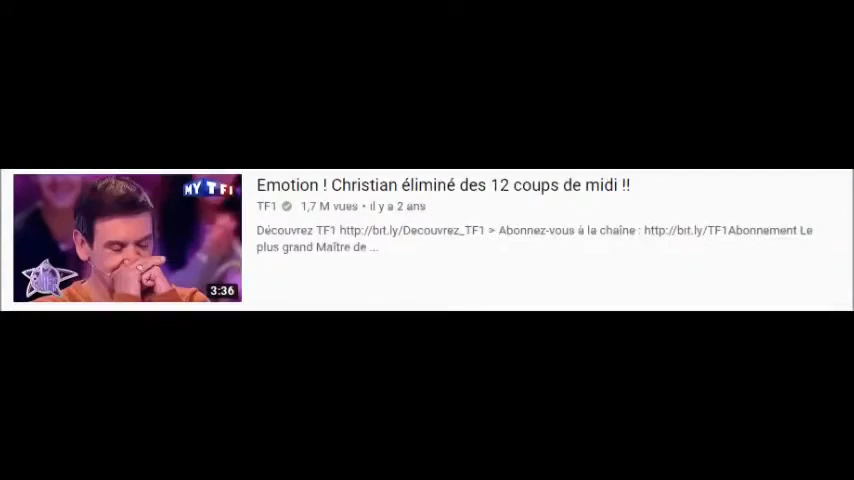 MY TF1
3:36
Emotion ! Christian éliminé des 12 coups de midi !!
TF1 1,7 M vues • il y a 2 ans
Découvrez TF1 http://bit.ly/Decouvrez_TF1 > Abonnez-vous à la chaîne : http://bit.ly/TF1Abonnement Le
plus grand Maître de ...